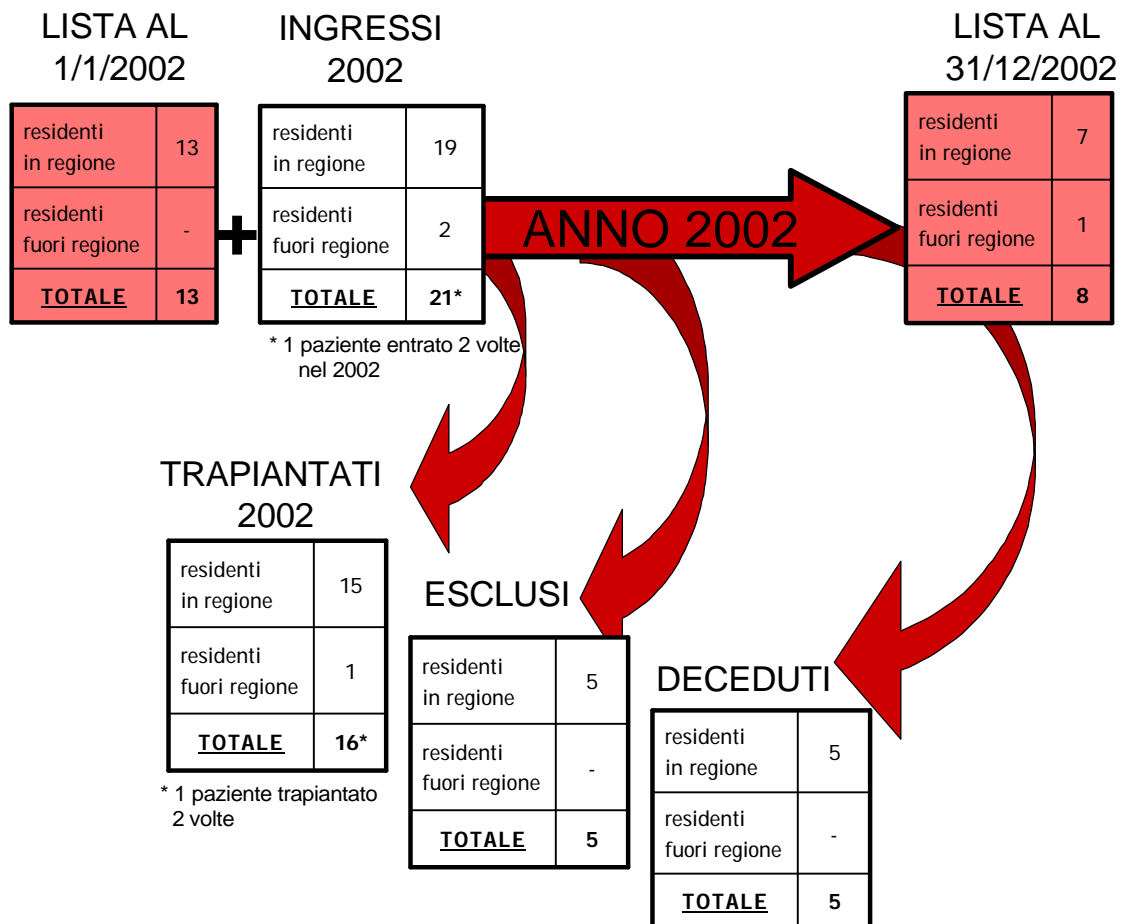 LISTA AL
1/1/2002
residenti
in regione
13
residenti
fuori regione
-
TOTALE
13
+
INGRESSI
2002
residenti
in regione
19
residenti
fuori regione
2
TOTALE
21*
* 1 paziente entrato 2 volte
nel 2002
ANNO 2002
LISTA AL
31/12/2002
residenti
in regione
7
residenti
fuori regione
1
TOTALE
8
TRAPIANTATI
2002
residenti
in regione
15
residenti
fuori regione
1
TOTALE
16*
* 1 paziente trapiantato
2 volte
ESCLUSI
residenti
in regione
5
residenti
fuori regione
-
TOTALE
5
DECEDUTI
residenti
in regione
5
residenti
fuori regione
-
TOTALE
5